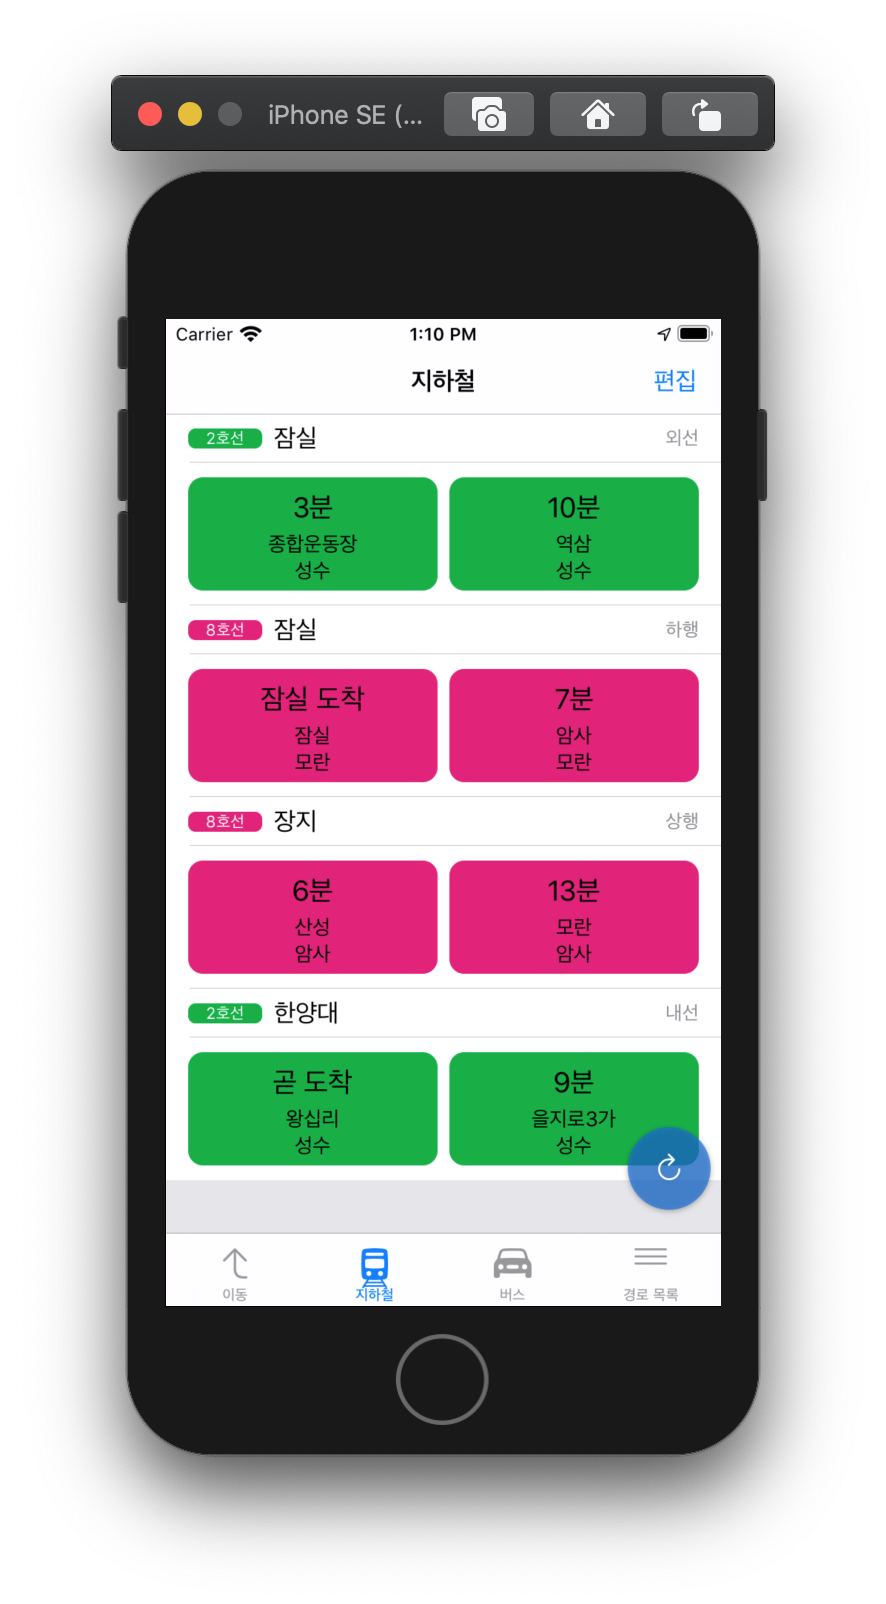 iPhone SE (...
Carrier 1:10 PM
지하철 편집
2호선 잠실 외선
3분 10분
종합운동장 역삼
성수 성수
8호선 잠실 하행
잠실 도착 7분
잠실 암사
모란 모란
8호선 장지 상행
6분 13분
산성 모란
암사 암사
2호선 한양대 내선
곧 도착 9분
왕십리 을지로3가
성수 성수
이동 지하철 버스 경로 목록